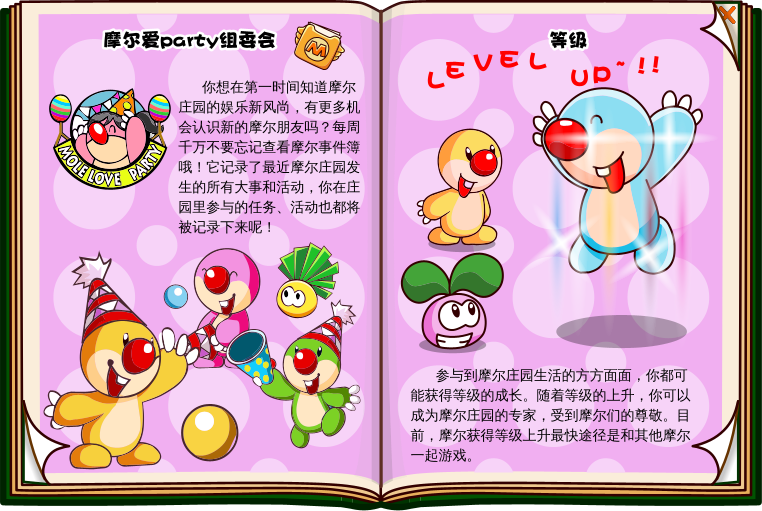 摩尔爱party组委会
MOLE LOVE PARTY
你想在第一时间知道摩尔
庄园的娱乐新风尚，有更多机
会认识新的摩尔朋友吗？每周
千万不要忘记查看摩尔事件簿
哦！它记录了最近摩尔庄园发
生的所有大事和活动，你在庄
园里参与的任务、活动也都将
被记录下来呢！
等级
LEVEL UP~!!
参与到摩尔庄园生活的方方面面，你都可
能获得等级的成长。随着等级的上升，你可以
成为摩尔庄园的专家，受到摩尔们的尊敬。目
前，摩尔获得等级上升最快途径是和其他摩尔
一起游戏。